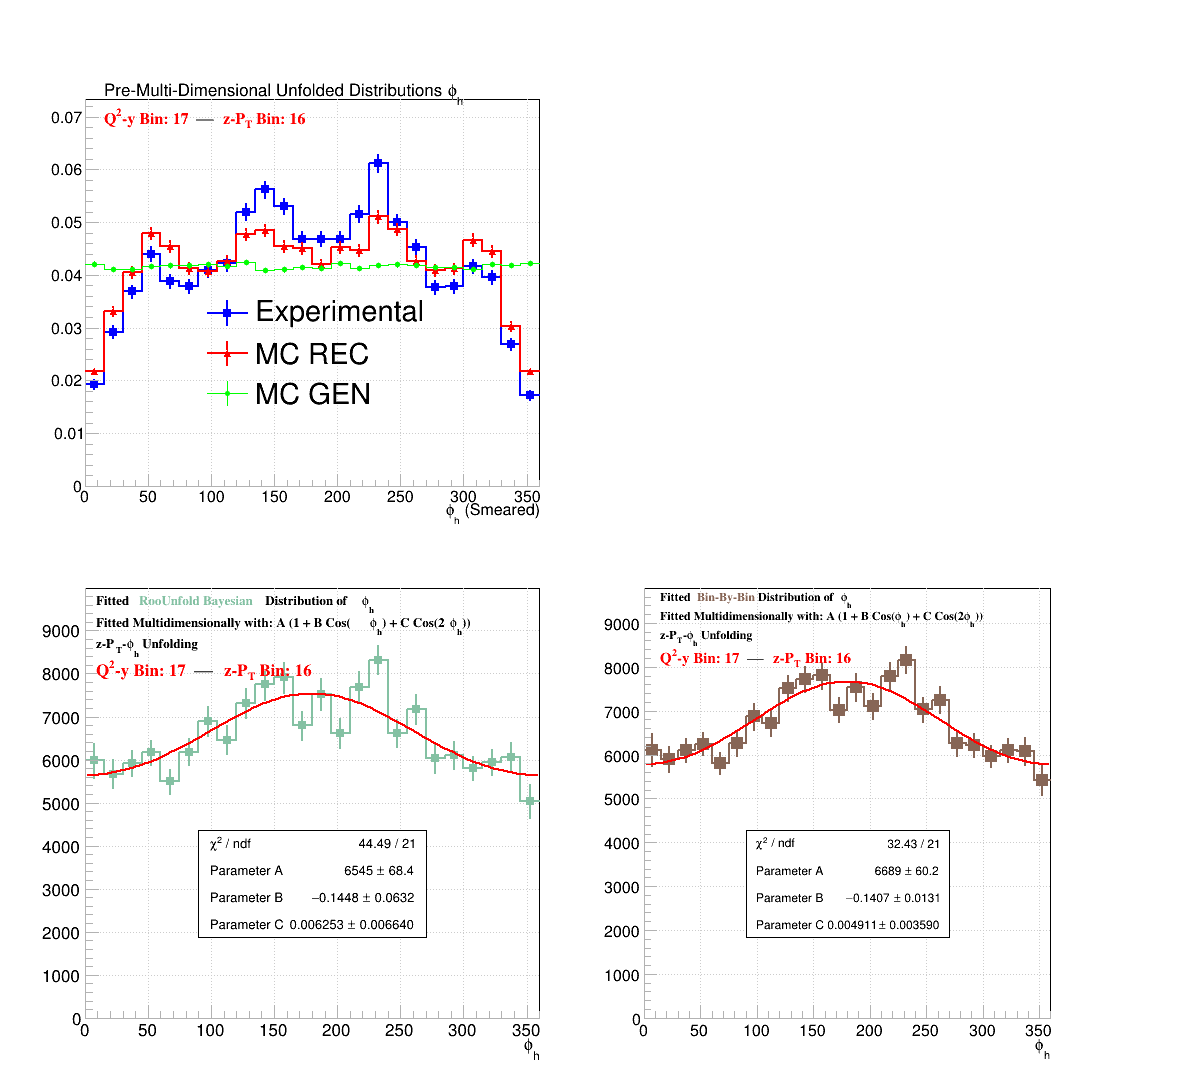 Pre-Multi-Dimensional Unfolded Distributions ϕ_h
Q²-y Bin: 17 — z-P_T Bin: 16
0.07
0.06
0.05
0.04
0.03
0.02
0.01
0
Experimental
MC REC
MC GEN
0 50 100 150 200 250 300 350
ϕ_h (Smeared)
Fitted RooUnfold Bayesian Distribution of ϕ_h
Fitted Multidimensionally with: A (1 + B Cos( ϕ_h) + C Cos(2 ϕ_h))
z-P_T-ϕ_h Unfolding
Q²-y Bin: 17 — z-P_T Bin: 16
9000
8000
7000
6000
5000
4000
3000
2000
1000
0
χ² / ndf 44.49 / 21
Parameter A 6545 ± 68.4
Parameter B −0.1448 ± 0.0632
Parameter C 0.006253 ± 0.006640
0 50 100 150 200 250 300 350
ϕ_h
Fitted Bin-By-Bin Distribution of ϕ_h
Fitted Multidimensionally with: A (1 + B Cos(ϕ_h) + C Cos(2ϕ_h))
z-P_T-ϕ_h Unfolding
Q²-y Bin: 17 — z-P_T Bin: 16
9000
8000
7000
6000
5000
4000
3000
2000
1000
0
χ² / ndf 32.43 / 21
Parameter A 6689 ± 60.2
Parameter B −0.1407 ± 0.0131
Parameter C 0.004911 ± 0.003590
0 50 100 150 200 250 300 350
ϕ_h